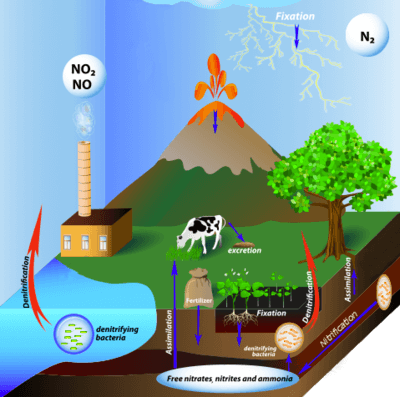 Fixation
N₂
NO₂
NO
Denitrification
excretion
Fertilizer
Fixation
Assimilation
Denitrification
Assimilation
Nitrification
denitrifying
bacteria
denitrifying
bacteria
Free nitrates, nitrites and ammonia